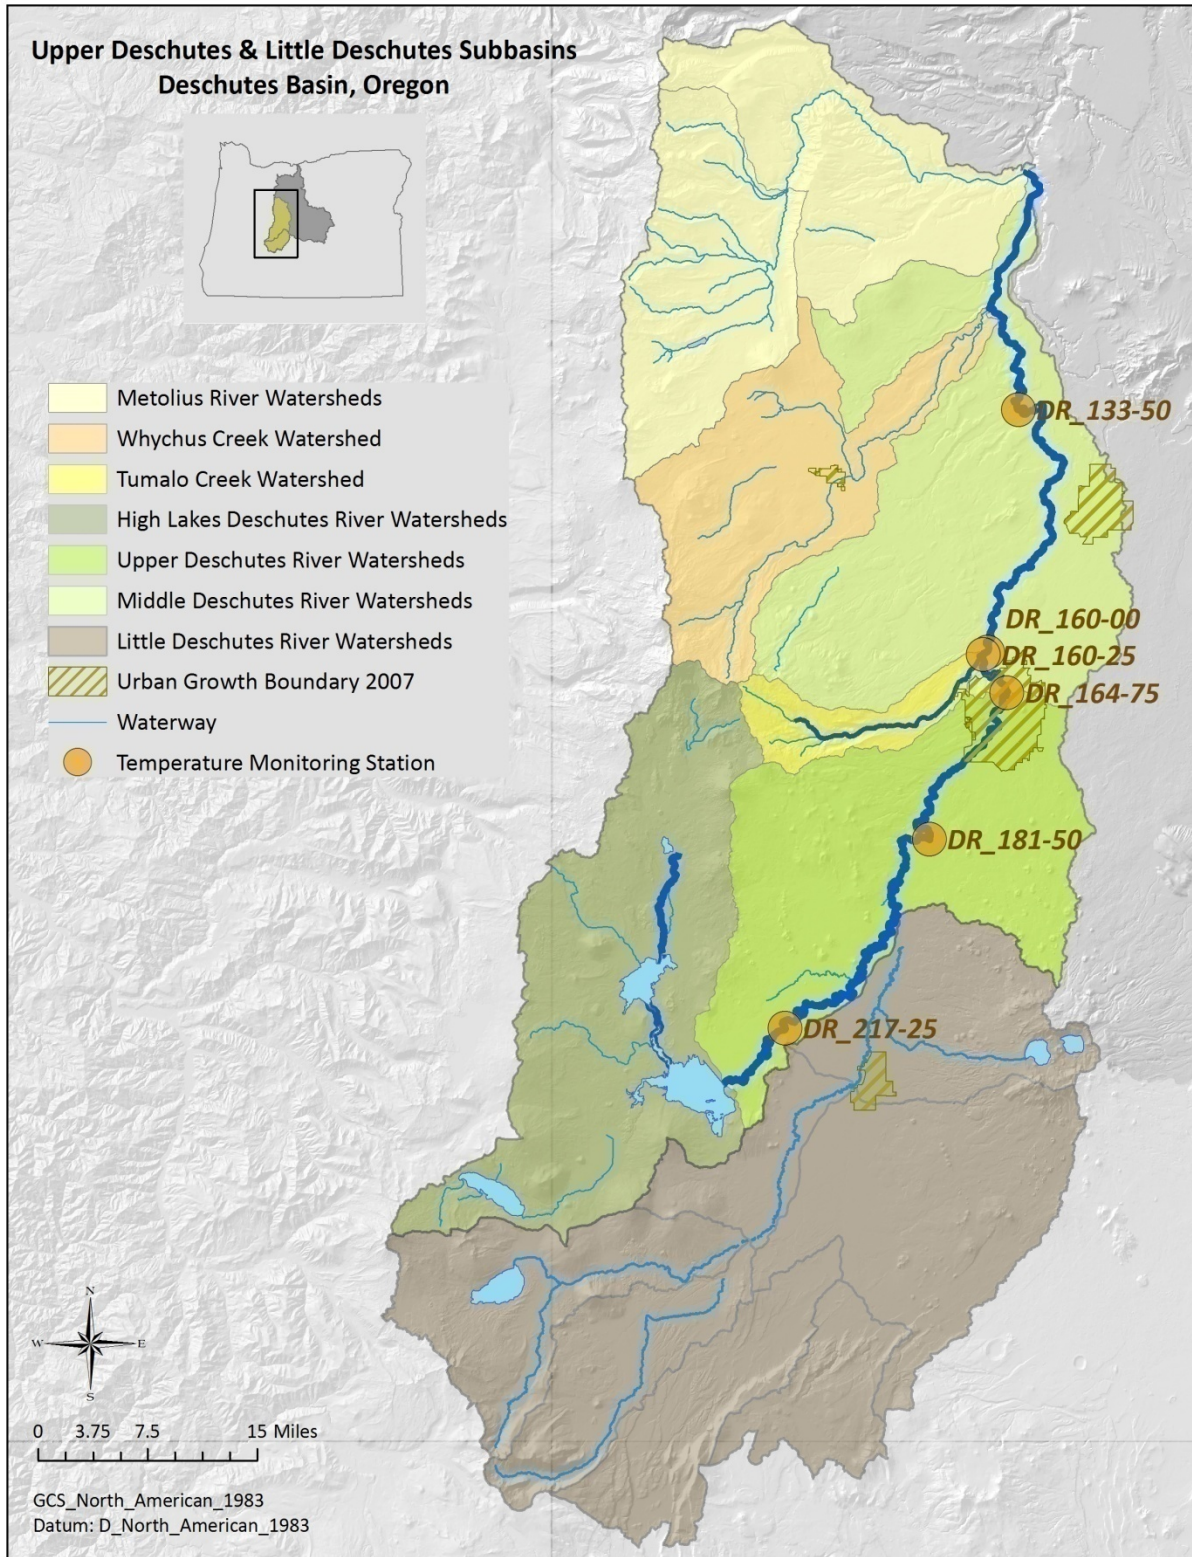 Upper Deschutes & Little Deschutes Subbasins
Deschutes Basin, Oregon
Metolius River Watersheds
Whychus Creek Watershed
Tumalo Creek Watershed
High Lakes Deschutes River Watersheds
Upper Deschutes River Watersheds
Middle Deschutes River Watersheds
Little Deschutes River Watersheds
Urban Growth Boundary 2007
Waterway
Temperature Monitoring Station
DR_133-50
DR_160-00
DR_160-25
DR_164-75
DR_181-50
DR_217-25
N
W E
S
0 3.75 7.5 15 Miles
GCS_North_American_1983
Datum: D_North_American_1983